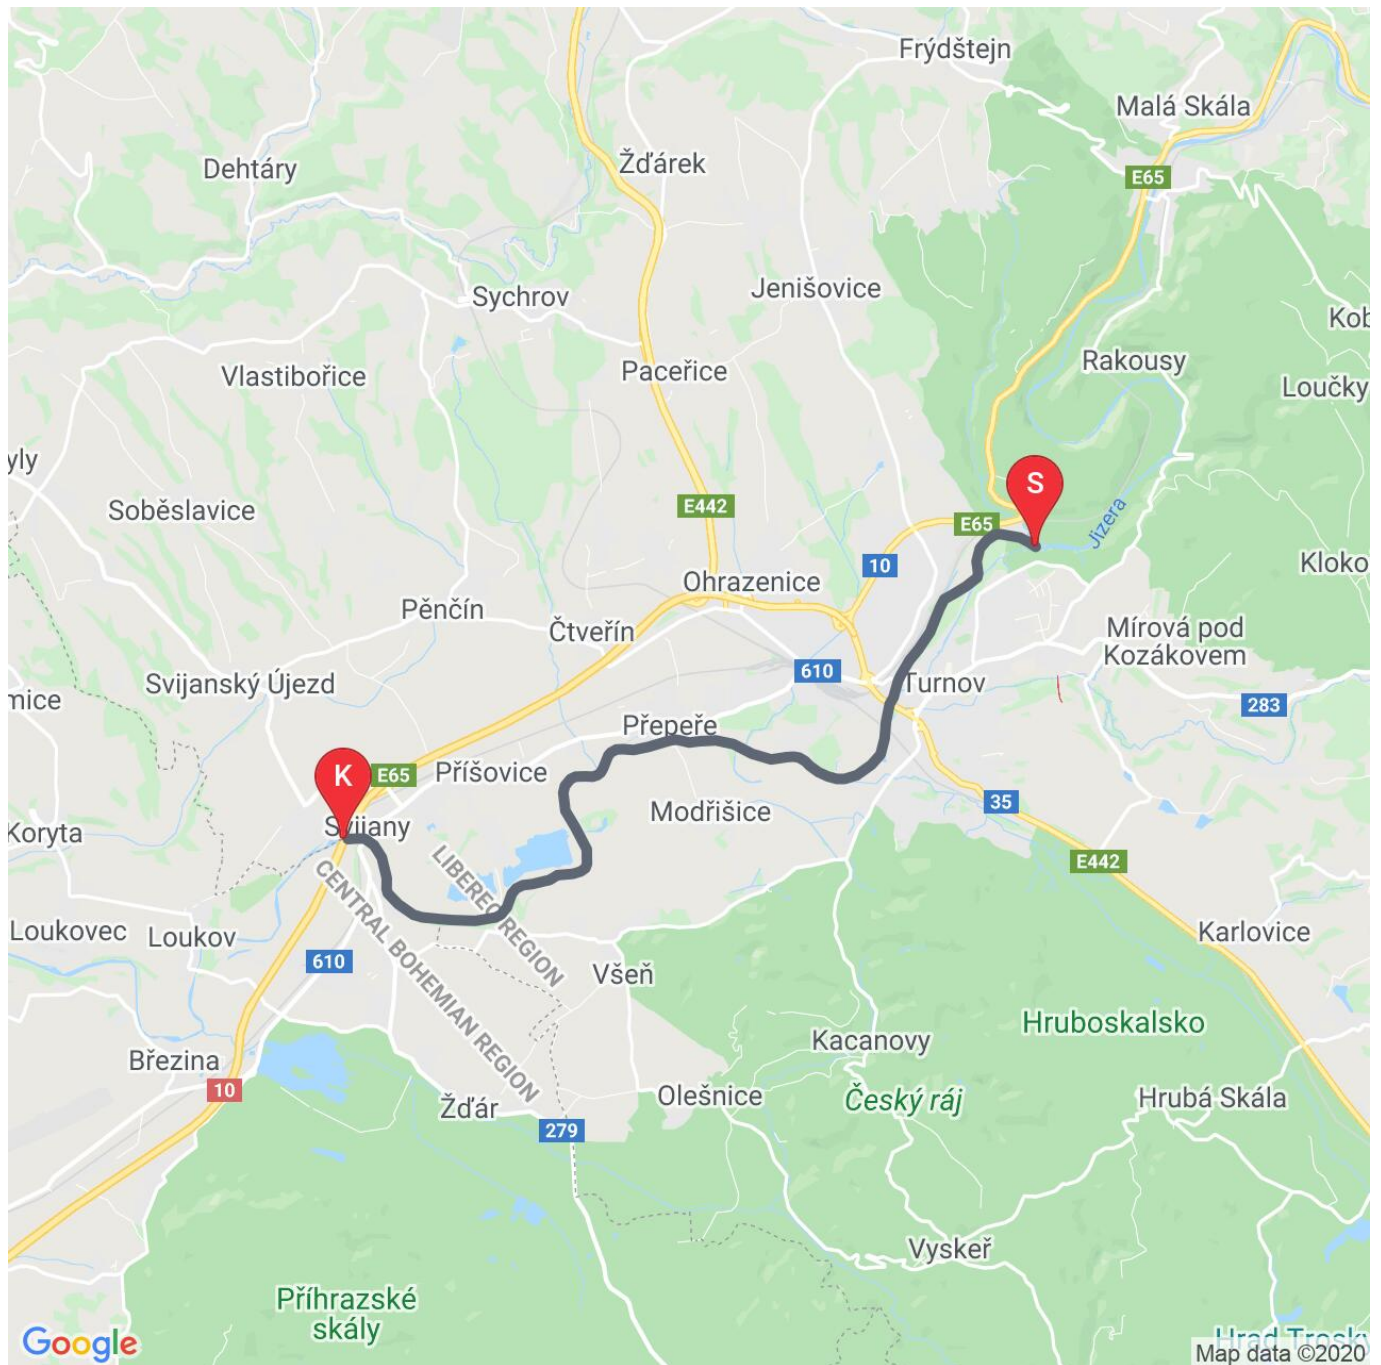 Frýdštejn
Malá Skála
Dehtáry
Žďárek
E65
Sychrov
Jenišovice
Kob
Vlastibořice
Paceřice
Rakousy
Loučky
yly
Soběslavice
E442
S
E65
Jizera
10
Kloko
Ohrazenice
Pěnčín
Čtveřín
Mírová pod
Kozákovem
Svijanský Újezd
610
Turnov
mice
283
Přepeře
K
E65
Příšovice
35
Modřišice
Koryta
Svijany
LIBEREC REGION
CENTRAL BOHEMIAN REGION
E442
Loukovec
Loukov
Karlovice
610
Všeň
Hruboskalsko
Kacanovy
Březina
10
Olešnice
Český ráj
Hrubá Skála
Žďár
279
Vyskeř
Příhrazské
skály
Google
Hrad Trosky
Map data ©2020